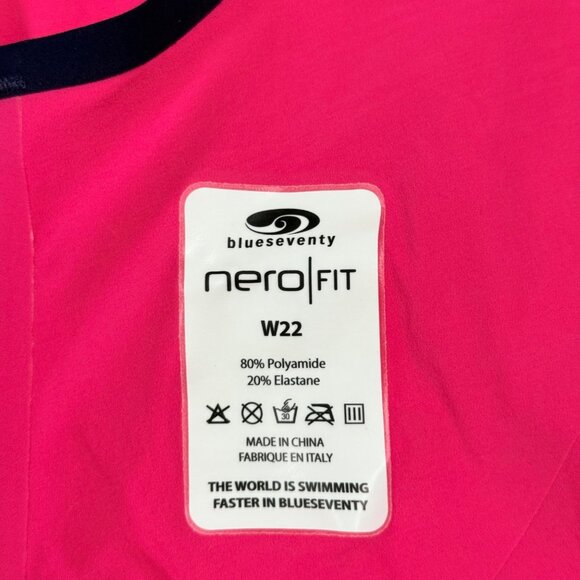 blueseventy
nero|FIT
W22
80% Polyamide
20% Elastane
30
MADE IN CHINA
FABRIQUE EN ITALY
THE WORLD IS SWIMMING
FASTER IN BLUESEVENTY